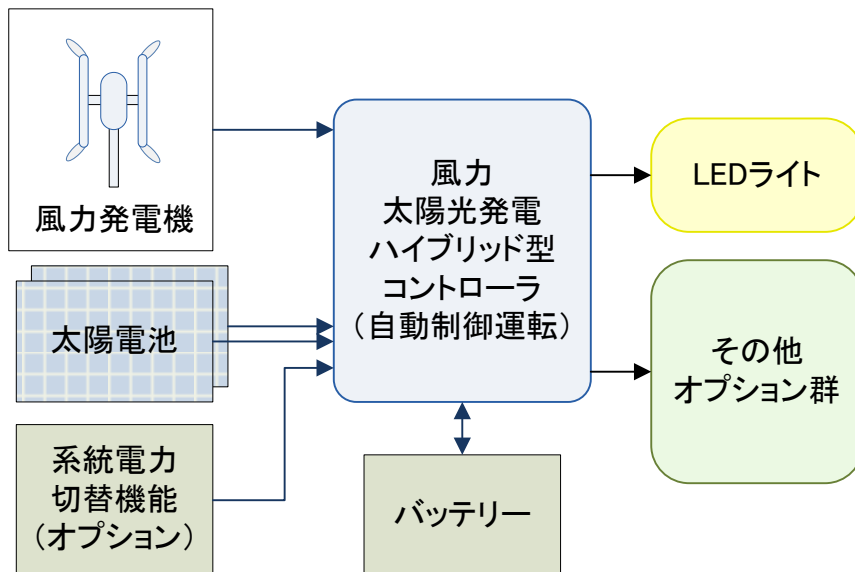 風力発電機
太陽電池
系統電力
切替機能
（オプション）
風力
太陽光発電
ハイブリッド型
コントローラ
（自動制御運転）
バッテリー
LEDライト
その他
オプション群